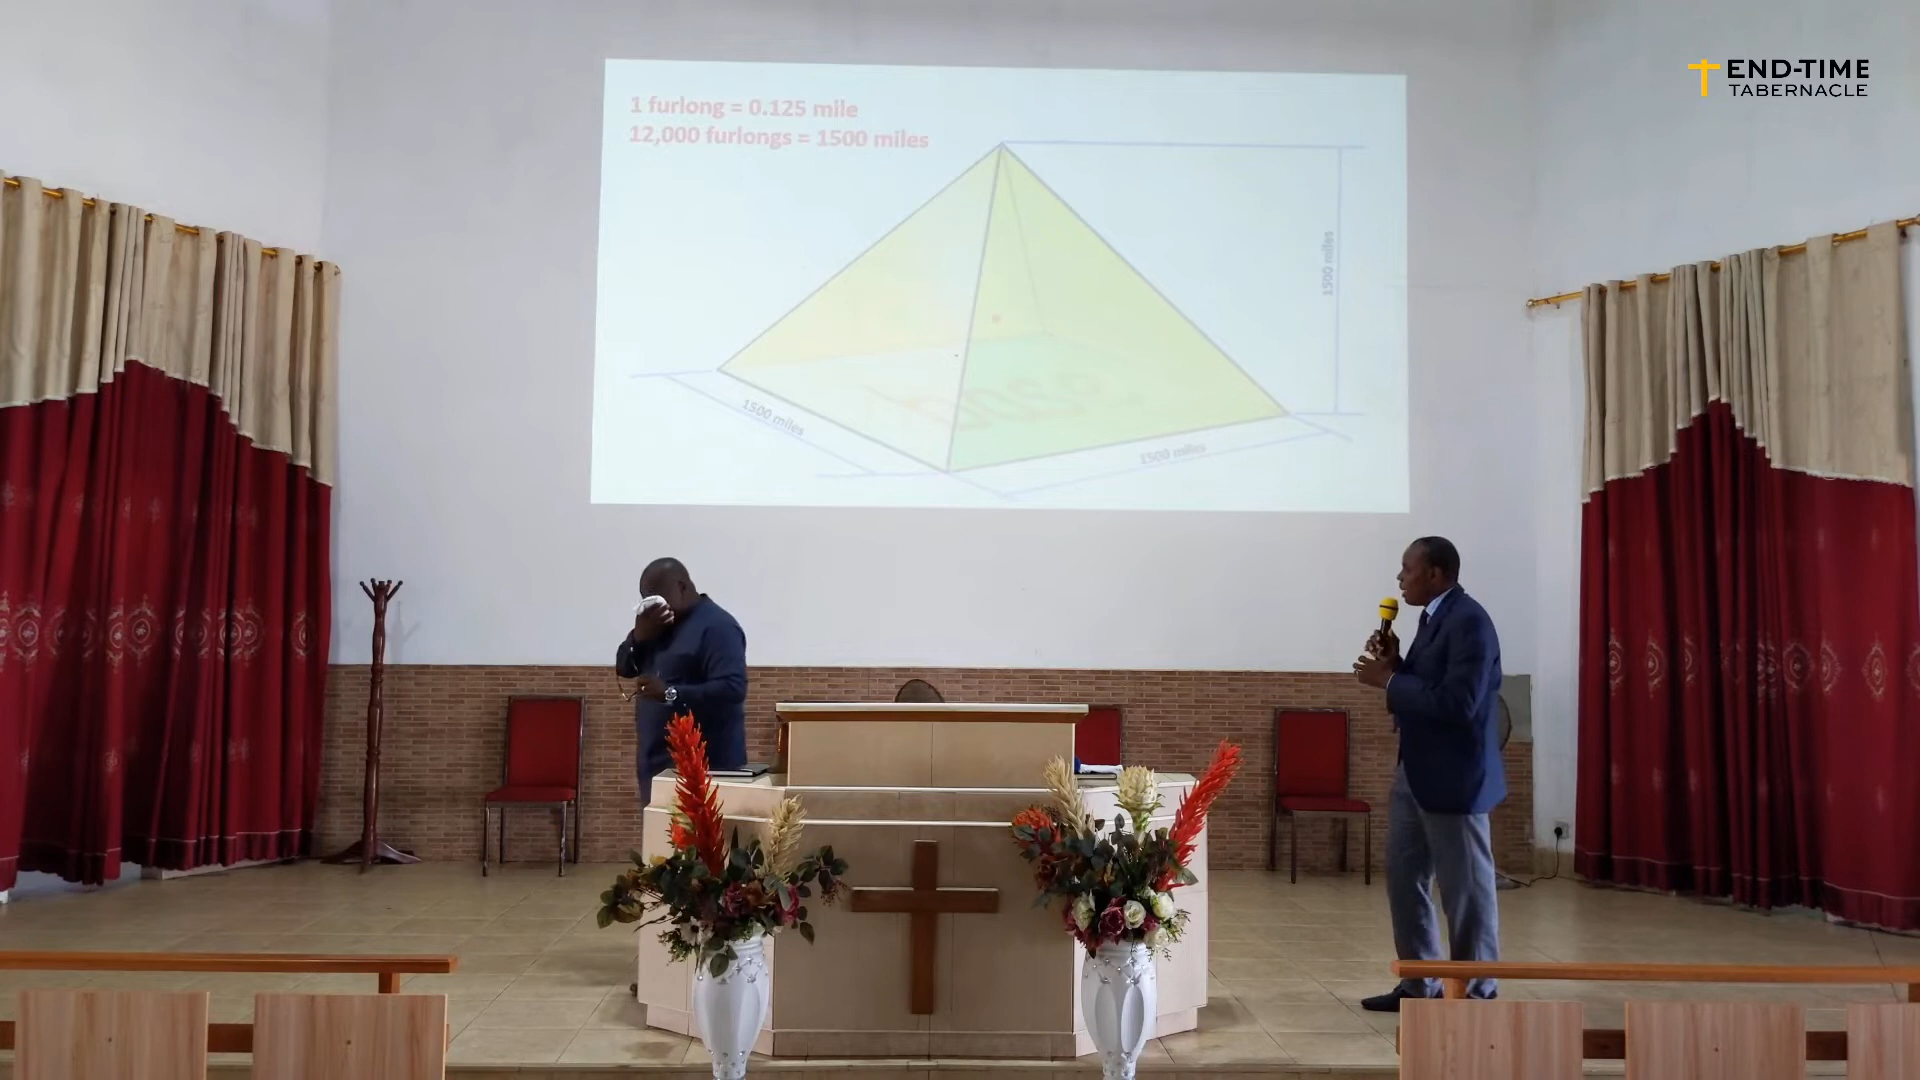 1 furlong = 0.125 mile
12,000 furlongs = 1500 miles
1500 miles
1500 miles
1500 miles
END-TIME
TABERNACLE